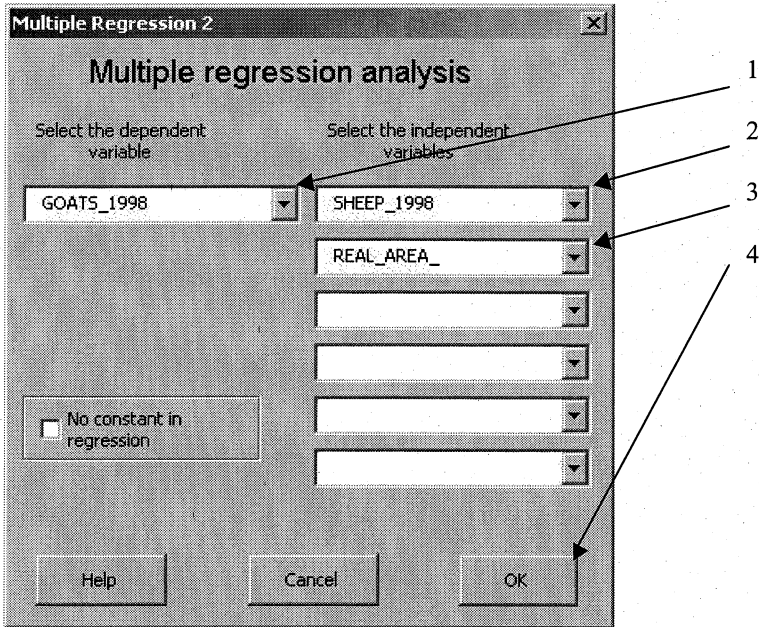 Multiple Regression 2
Multiple regression analysis
1
Select the dependent
variable
Select the independent
variables
2
GOATS_1998
SHEEP_1998
3
REAL_AREA_
4
No constant in
regression
Help
Cancel
OK